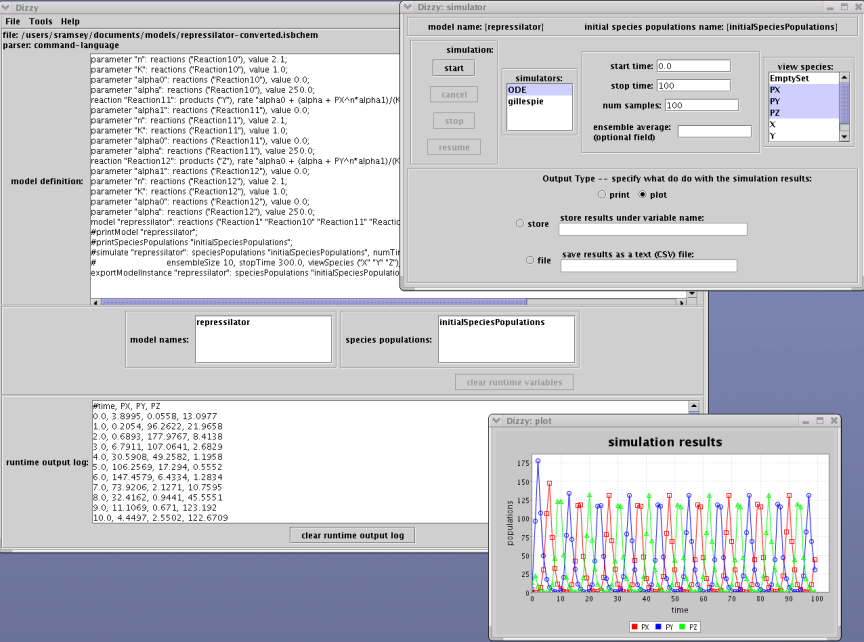 Dizzy
File Tools Help
file: /users/sramsey/documents/models/repressilator-converted.isbchem
parser: command-language
model definition:
parameter "n": reactions ("Reaction10"), value 2.1;
parameter "K": reactions ("Reaction10"), value 1.0;
parameter "alpha0": reactions ("Reaction10"), value 0.0;
parameter "alpha": reactions ("Reaction10"), value 250.0;
reaction "Reaction11": products ("Y"), rate "alpha0 + (alpha + PX^n*alpha1)/(K
parameter "alpha1": reactions ("Reaction11"), value 0.0;
parameter "n": reactions ("Reaction11"), value 2.1;
parameter "K": reactions ("Reaction11"), value 1.0;
parameter "alpha0": reactions ("Reaction11"), value 0.0;
parameter "alpha": reactions ("Reaction11"), value 250.0;
reaction "Reaction12": products ("Z"), rate "alpha0 + (alpha + PY^n*alpha1)/(K
parameter "alpha1": reactions ("Reaction12"), value 0.0;
parameter "n": reactions ("Reaction12"), value 2.1;
parameter "K": reactions ("Reaction12"), value 1.0;
parameter "alpha0": reactions ("Reaction12"), value 0.0;
parameter "alpha": reactions ("Reaction12"), value 250.0;
model "repressilator": reactions ("Reaction1" "Reaction10" "Reaction11" "Reac
#printModel "repressilator";
#printSpeciesPopulations "initialSpeciesPopulations";
#simulate "repressilator": speciesPopulations "initialSpeciesPopulations", numTi
# ensembleSize 10, stopTime 300.0, viewSpecies ("X" "Y" "Z")
exportModelInstance "repressilator": speciesPopulations "initialSpeciesPopulatio
model names:
repressilator
species populations:
initialSpeciesPopulations
clear runtime variables
runtime output log:
#time, PX, PY, PZ
0.0, 3.8995, 0.0558, 13.0977
1.0, 0.2054, 96.2622, 21.9658
2.0, 0.6893, 177.9767, 8.4138
3.0, 6.7911, 107.0641, 2.6829
4.0, 30.5908, 49.2582, 1.1958
5.0, 106.2569, 17.294, 0.5552
6.0, 147.4579, 6.4334, 1.2834
7.0, 73.9206, 2.1271, 10.7595
8.0, 32.4162, 0.9441, 45.5551
9.0, 11.1069, 0.671, 123.192
10.0, 4.4497, 2.5502, 122.6709
clear runtime output log
Dizzy: simulator
model name: [repressilator]
initial species populations name: [initialSpeciesPopulations]
simulation:
start
cancel
stop
resume
simulators:
ODE
gillespie
start time: 0.0
stop time: 100
num samples: 100
ensemble average:
(optional field)
view species:
EmptySet
PX
PY
PZ
X
Y
Output Type -- specify what do do with the simulation results:
print plot
store
store results under variable name:
file
save results as a text (CSV) file:
Dizzy: plot
simulation results
populations
175
150
125
100
75
50
25
0
0 10 20 30 40 50 60 70 80 90 100
time
PX PY PZ